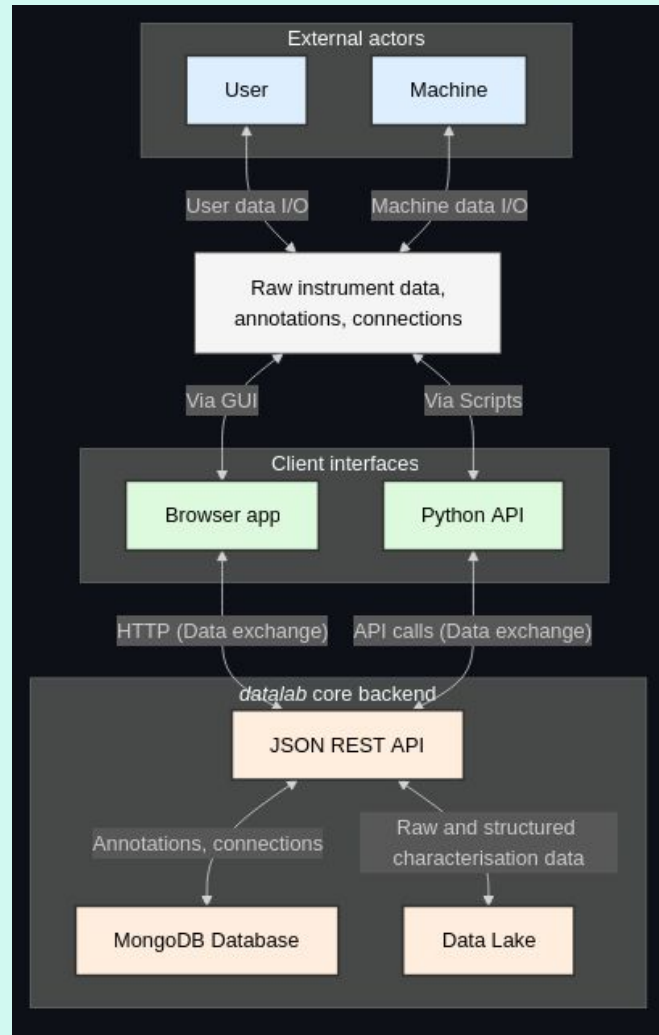 External actors
User
Machine
User data I/O
Machine data I/O
Raw instrument data,
annotations, connections
Via GUI
Via Scripts
Client interfaces
Browser app
Python API
HTTP (Data exchange)
API calls (Data exchange)
datalab core backend
JSON REST API
Annotations, connections
Raw and structured
characterisation data
MongoDB Database
Data Lake